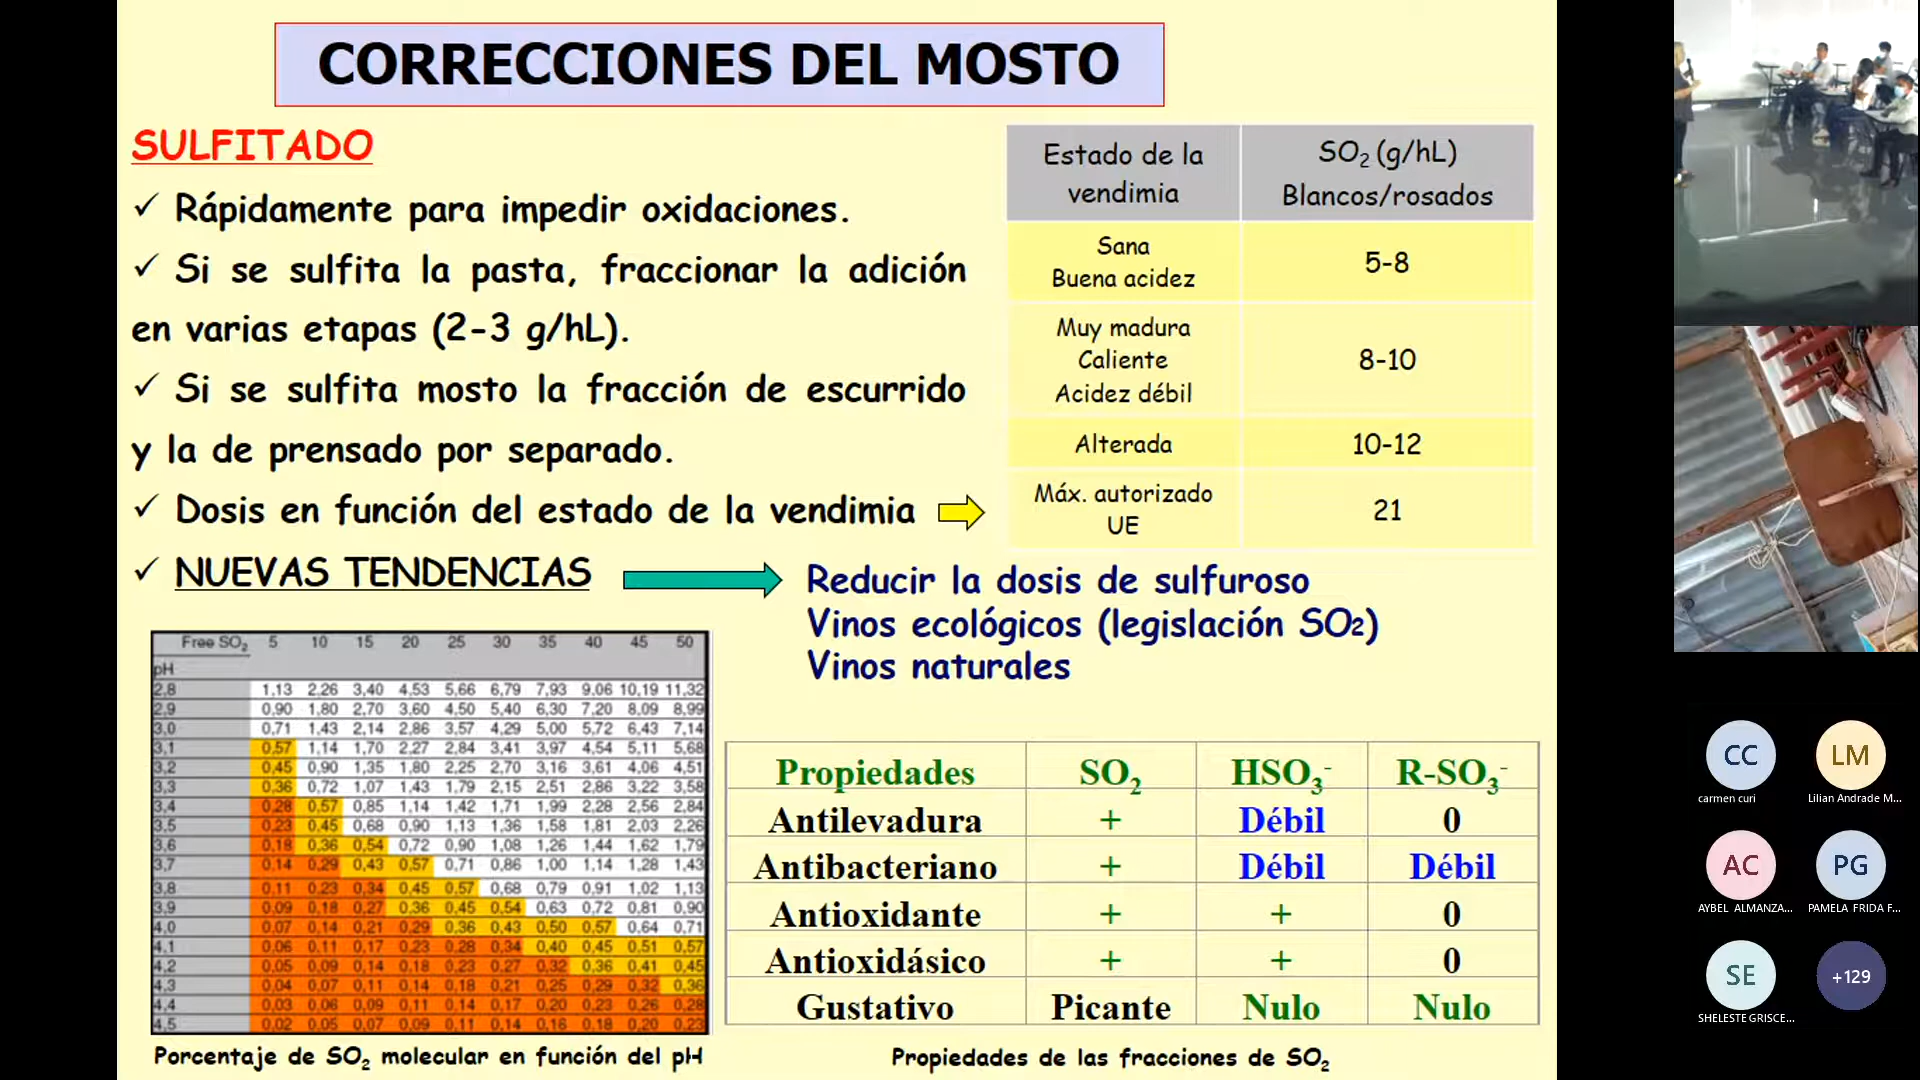 CORRECCIONES DEL MOSTO
SULFITADO
✓ Rápidamente para impedir oxidaciones.
✓ Si se sulfita la pasta, fraccionar la adición
en varias etapas (2-3 g/hL).
✓ Si se sulfita mosto la fracción de escurrido
y la de prensado por separado.
✓ Dosis en función del estado de la vendimia
✓ NUEVAS TENDENCIAS
Estado de la vendimia SO₂ (g/hL) Blancos/rosados
Sana Buena acidez 5-8
Muy madura Caliente Acidez débil 8-10
Alterada 10-12
Máx. autorizado UE 21
Reducir la dosis de sulfuroso
Vinos ecológicos (legislación SO₂)
Vinos naturales
Free SO₂ 5 10 15 20 25 30 35 40 45 50
pH
2,8 1,13 2,26 3,40 4,53 5,66 6,79 7,93 9,06 10,19 11,32
2,9 0,90 1,80 2,70 3,60 4,50 5,40 6,30 7,20 8,09 8,99
3,0 0,71 1,43 2,14 2,86 3,57 4,29 5,00 5,72 6,43 7,14
3,1 0,57 1,14 1,70 2,27 2,84 3,41 3,97 4,54 5,11 5,68
3,2 0,45 0,90 1,35 1,80 2,25 2,70 3,16 3,61 4,06 4,51
3,3 0,36 0,72 1,07 1,43 1,79 2,15 2,51 2,86 3,22 3,58
3,4 0,28 0,57 0,85 1,14 1,42 1,71 1,99 2,28 2,56 2,84
3,5 0,23 0,45 0,68 0,90 1,13 1,36 1,58 1,81 2,03 2,26
3,6 0,18 0,36 0,54 0,72 0,90 1,08 1,26 1,44 1,62 1,79
3,7 0,14 0,29 0,43 0,57 0,71 0,86 1,00 1,14 1,28 1,43
3,8 0,11 0,23 0,34 0,45 0,57 0,68 0,79 0,91 1,02 1,13
3,9 0,09 0,18 0,27 0,36 0,45 0,54 0,63 0,72 0,81 0,90
4,0 0,07 0,14 0,21 0,29 0,36 0,43 0,50 0,57 0,64 0,71
4,1 0,06 0,11 0,17 0,23 0,28 0,34 0,40 0,45 0,51 0,57
4,2 0,05 0,09 0,14 0,18 0,23 0,27 0,32 0,36 0,41 0,45
4,3 0,04 0,07 0,11 0,14 0,18 0,21 0,25 0,29 0,32 0,36
4,4 0,03 0,06 0,09 0,11 0,14 0,17 0,20 0,23 0,26 0,28
4,5 0,02 0,05 0,07 0,09 0,11 0,14 0,16 0,18 0,20 0,23
Porcentaje de SO₂ molecular en función del pH
Propiedades SO₂ HSO₃⁻ R-SO₃⁻
Antilevadura + Débil 0
Antibacteriano + Débil Débil
Antioxidante + + 0
Antioxidásico + + 0
Gustativo Picante Nulo Nulo
Propiedades de las fracciones de SO₂
CC LM
carmen curi Lilian Andrade M...
AC PG
AYBEL ALMANZA... PAMELA FRIDA F...
SE +129
SHELESTE GRISCE...